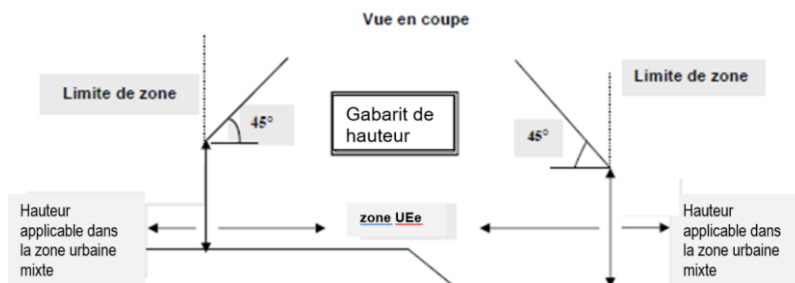 Vue en coupe
Limite de zone
Limite de zone
45°
Gabarit de
hauteur
45°
Hauteur
applicable dans
la zone urbaine
mixte
zone UEe
Hauteur
applicable dans
la zone urbaine
mixte